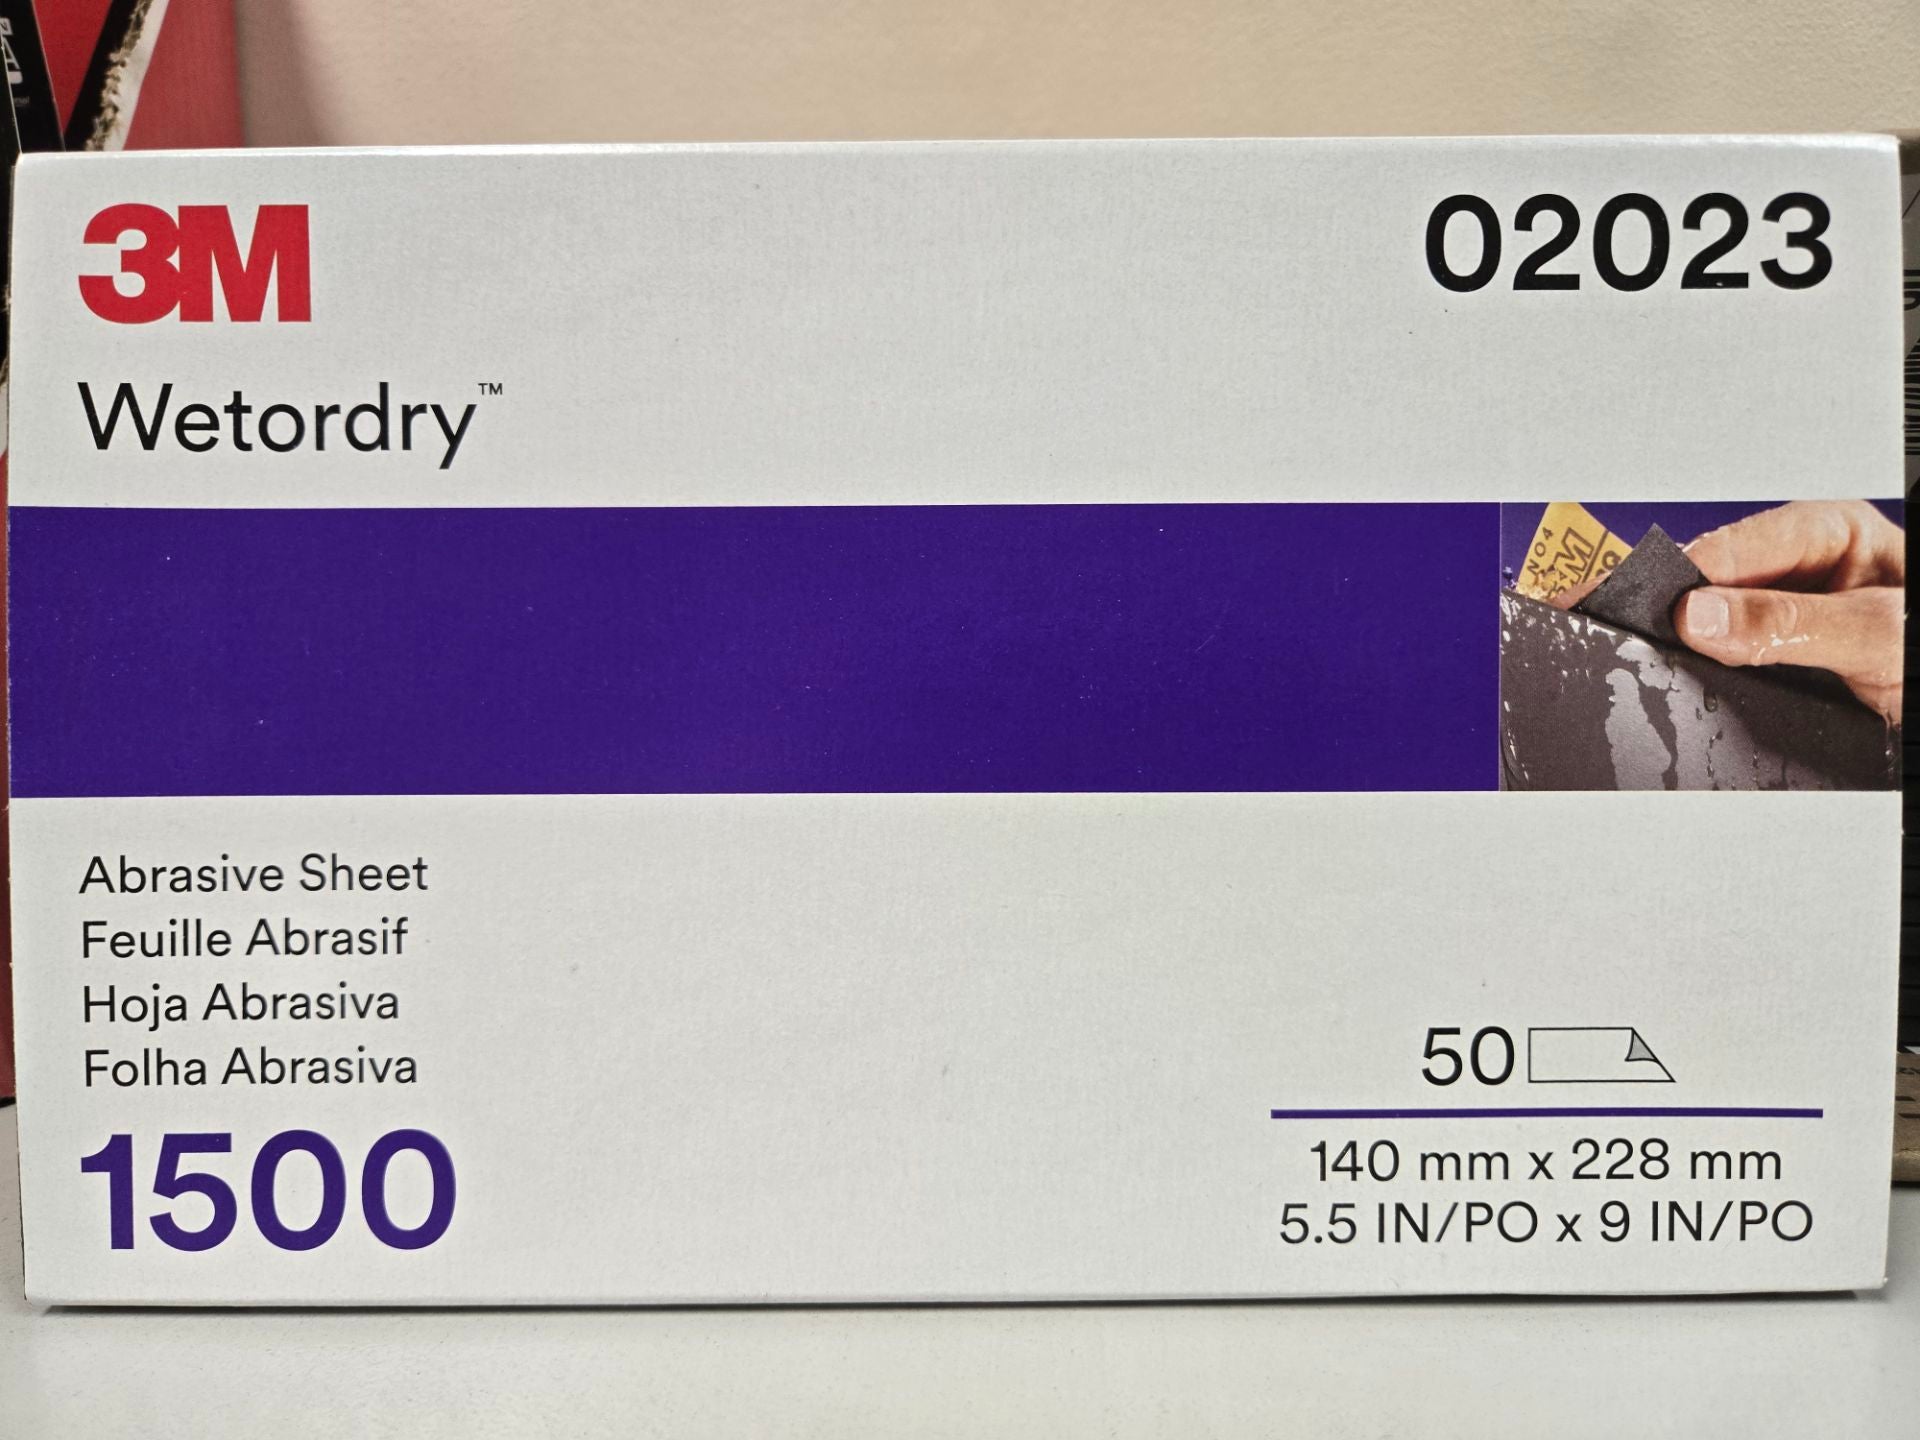 3M
02023
Wetordry™
Abrasive Sheet
Feuille Abrasif
Hoja Abrasiva
Folha Abrasiva
1500
50
140 mm x 228 mm
5.5 IN/PO x 9 IN/PO